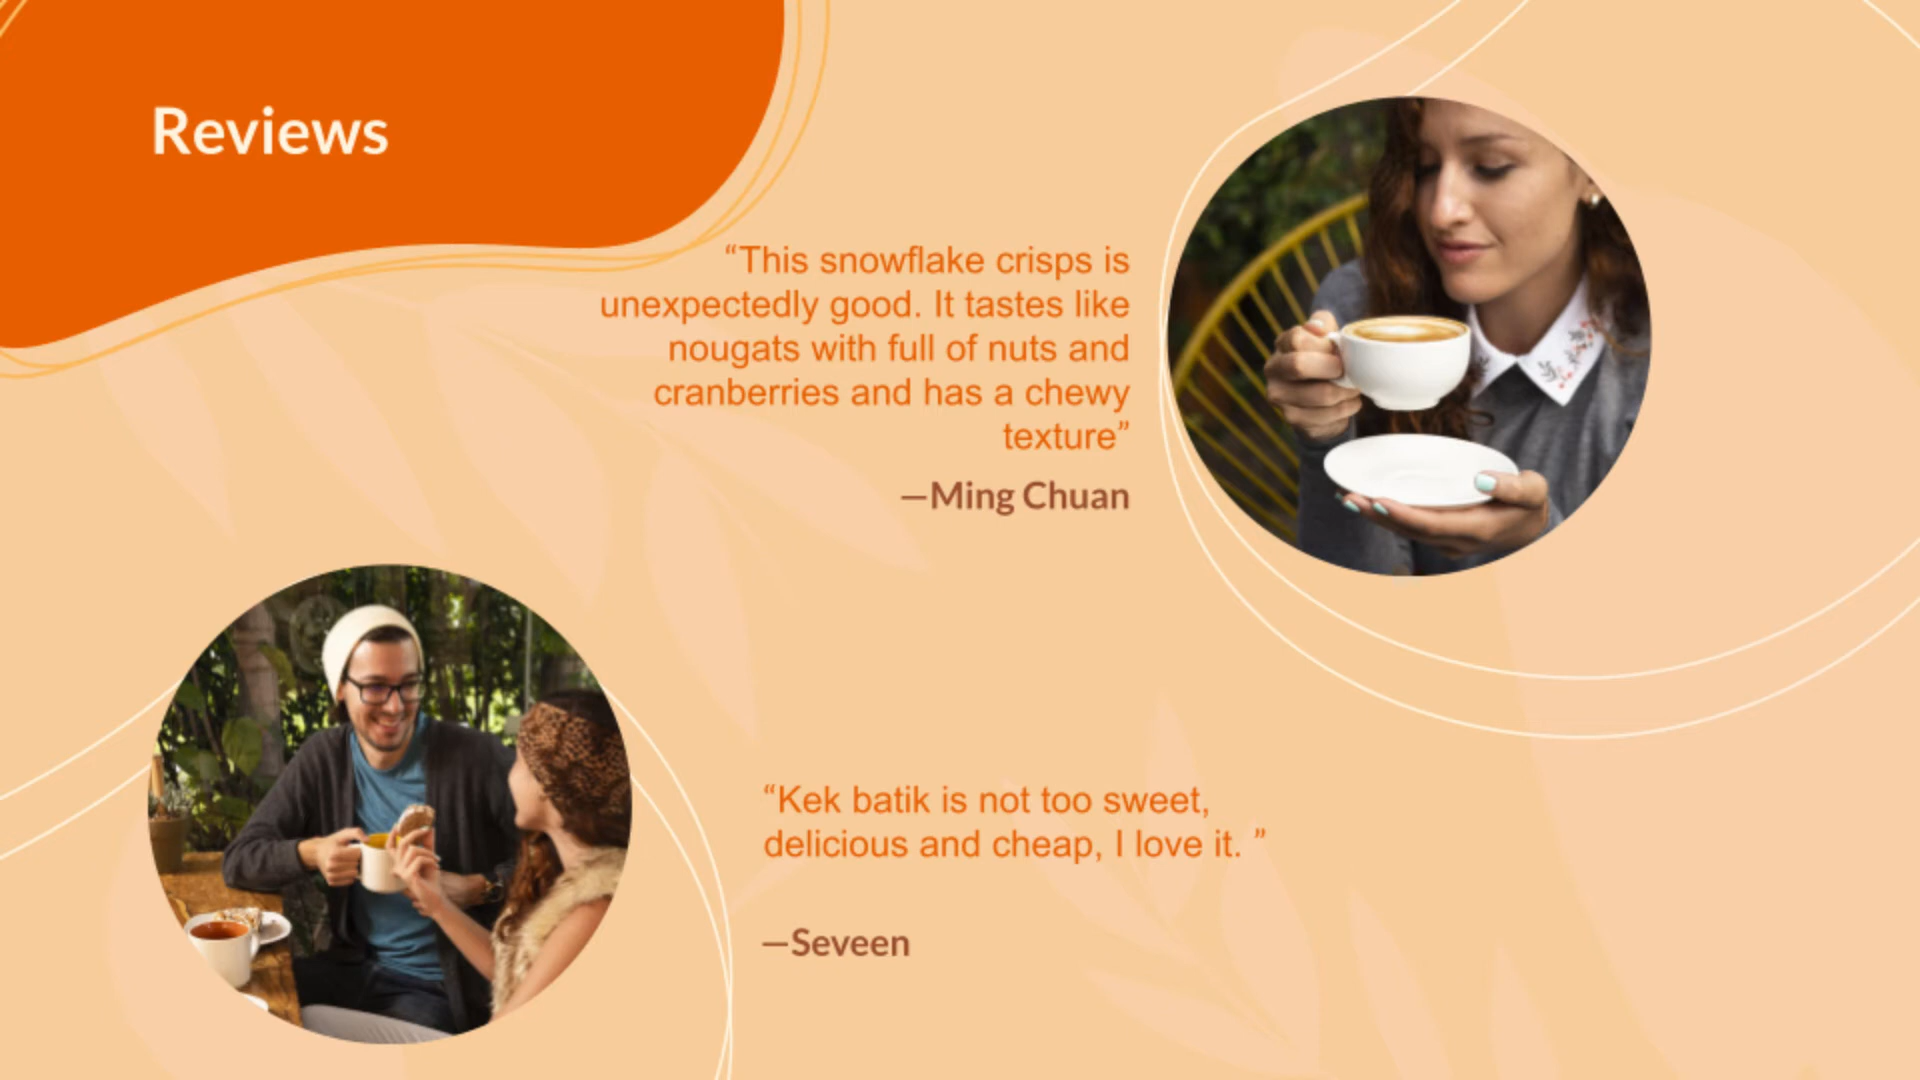 Reviews
“This snowflake crisps is
unexpectedly good. It tastes like
nougats with full of nuts and
cranberries and has a chewy
texture”
—Ming Chuan
“Kek batik is not too sweet,
delicious and cheap, I love it. ”
—Seveen